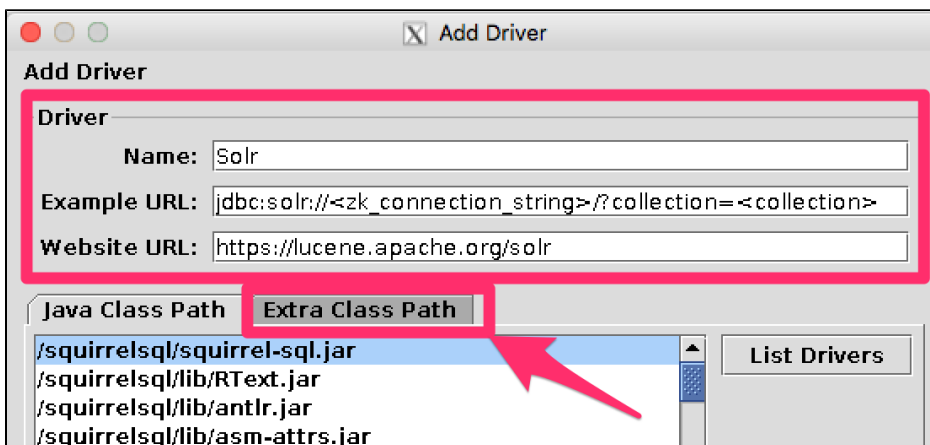 Add Driver
Add Driver
Driver
Name: Solr
Example URL: jdbc:solr://<zk_connection_string>/?collection=<collection>
Website URL: https://lucene.apache.org/solr
Java Class Path Extra Class Path
/squirrelsql/squirrel-sql.jar List Drivers
/squirrelsql/lib/RText.jar
/squirrelsql/lib/antlr.jar
/squirrelsql/lib/asm-attrs.jar